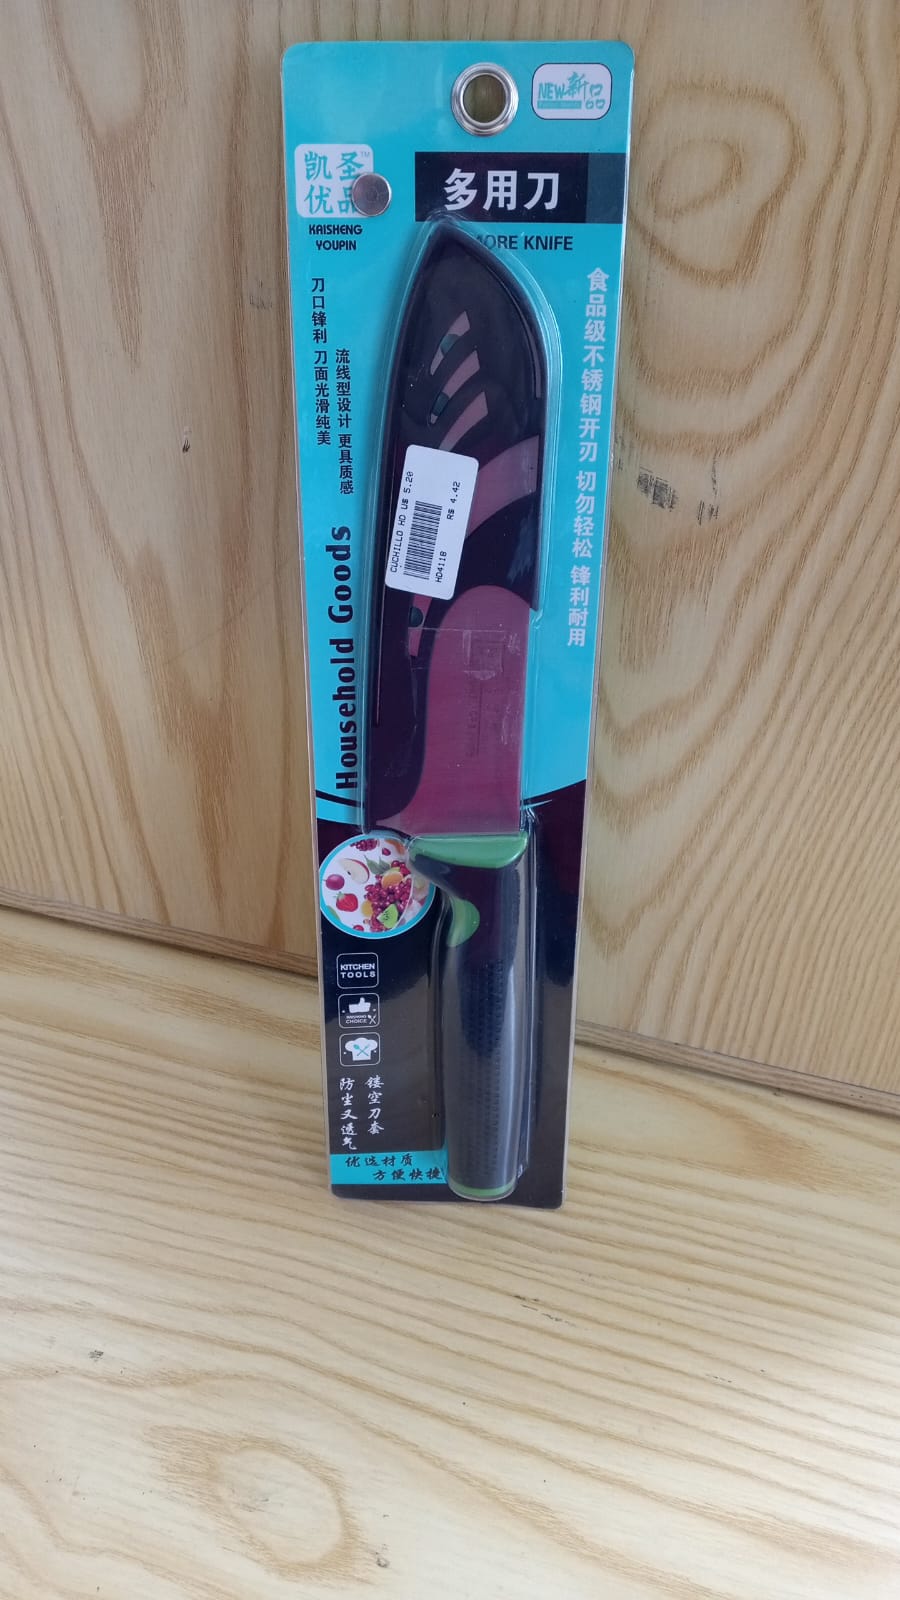 NEW新品
凯圣™
优品
KAISHENG
YOUPIN
多用刀
MORE KNIFE
刀口锋利 刀面光滑纯美
流线型设计 更具质感
食品级不锈钢开刃 切勿轻松 锋利耐用
Household Goods
CUCHILLO HD U$ 5.20
HD4118
R$ 4.42
KITCHEN
TOOLS
CHOICE
镂空刀套
防尘又透气
优选材质
方便快捷